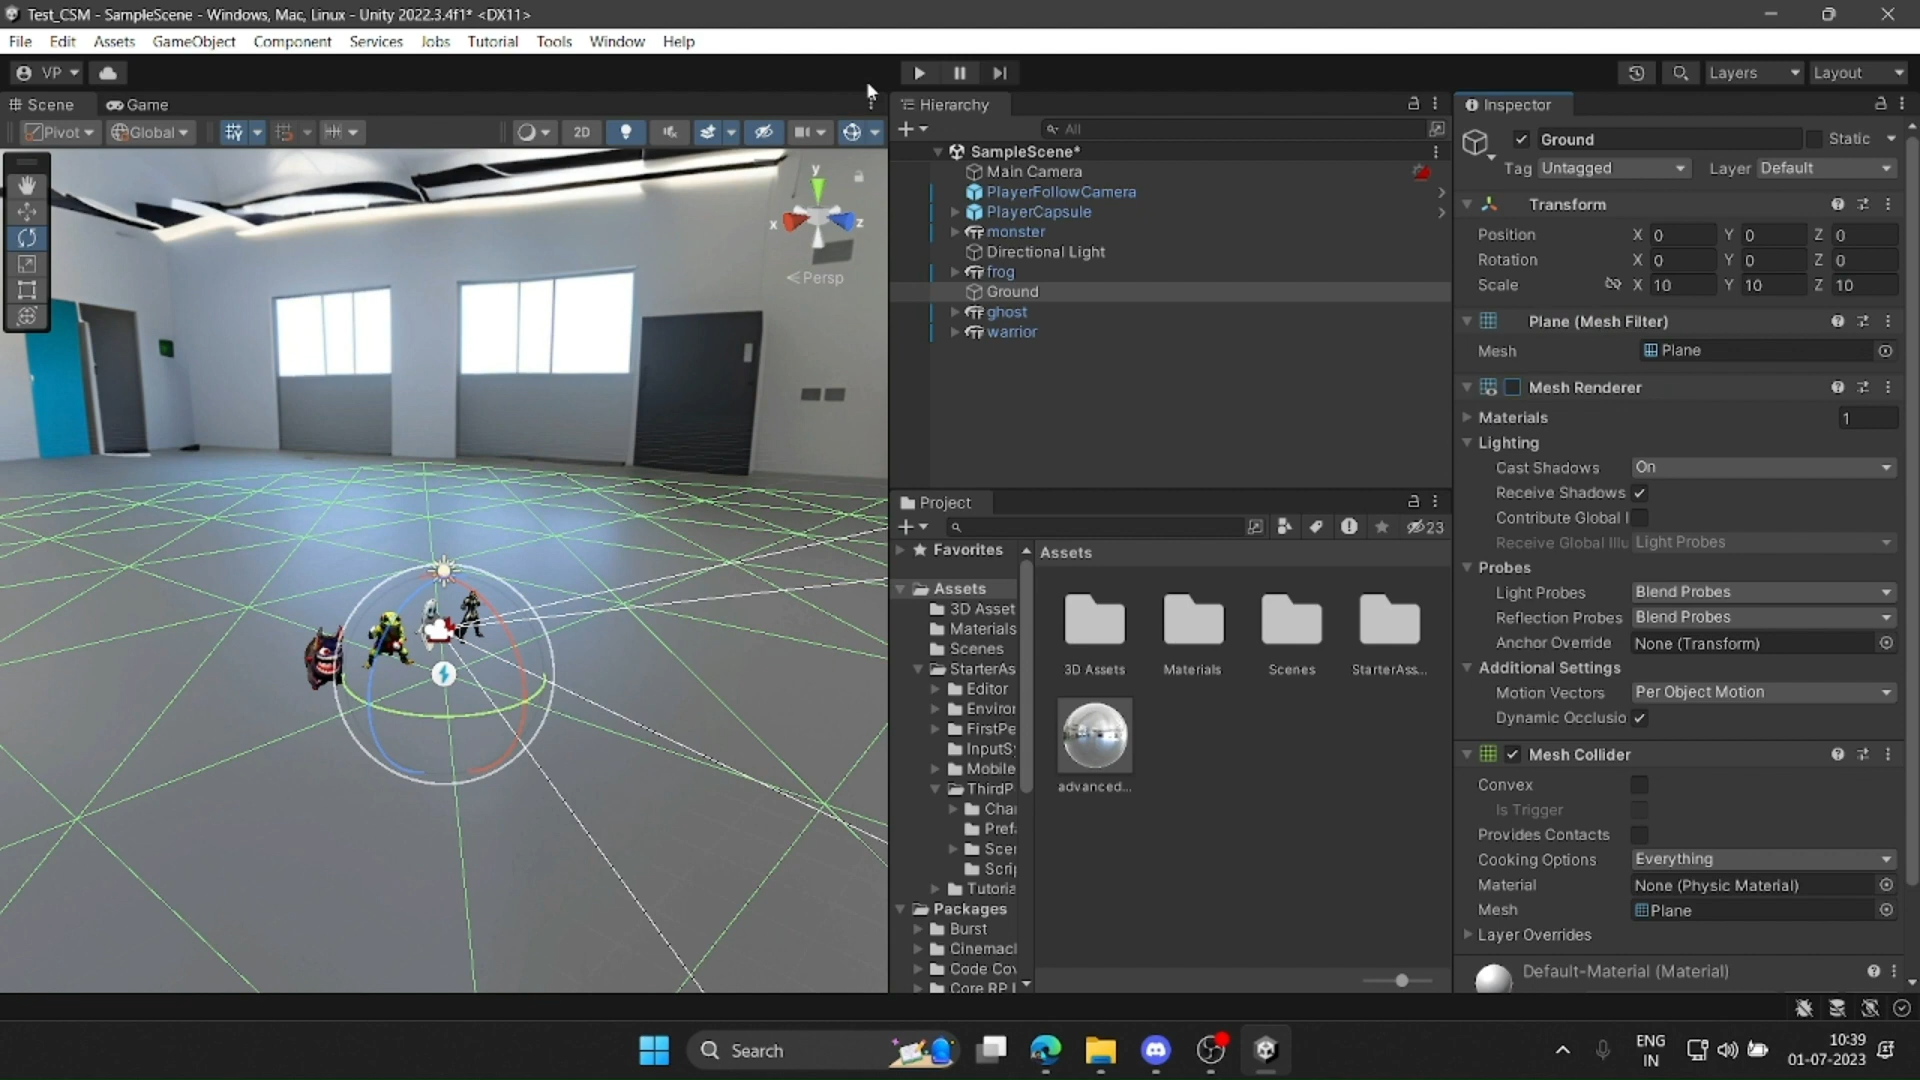 Test_CSM - SampleScene - Windows, Mac, Linux - Unity 2022.3.4f1* <DX11>
File Edit Assets GameObject Component Services Jobs Tutorial Tools Window Help
VP
Layers
Layout
Scene
Game
Pivot
Global
2D
y
x
z
Persp
Hierarchy
All
SampleScene*
Main Camera
PlayerFollowCamera
PlayerCapsule
monster
Directional Light
frog
Ground
ghost
warrior
Project
23
Favorites
Assets
3D Asset
Materials
Scenes
StarterAs
Editor
Enviro
FirstPe
InputS
Mobile
ThirdP
Cha
Pref
Sce
Scri
Tutoria
Packages
Burst
Cinemac
Code Co
Core RP
Assets
3D Assets
Materials
Scenes
StarterAss...
advanced...
Inspector
Ground
Static
Tag Untagged
Layer Default
Transform
Position X 0 Y 0 Z 0
Rotation X 0 Y 0 Z 0
Scale X 10 Y 10 Z 10
Plane (Mesh Filter)
Mesh Plane
Mesh Renderer
Materials 1
Lighting
Cast Shadows On
Receive Shadows
Contribute Global I
Receive Global Illu Light Probes
Probes
Light Probes Blend Probes
Reflection Probes Blend Probes
Anchor Override None (Transform)
Additional Settings
Motion Vectors Per Object Motion
Dynamic Occlusio
Mesh Collider
Convex
Is Trigger
Provides Contacts
Cooking Options Everything
Material None (Physic Material)
Mesh Plane
Layer Overrides
Default-Material (Material)
Search
ENG
IN
10:39
01-07-2023